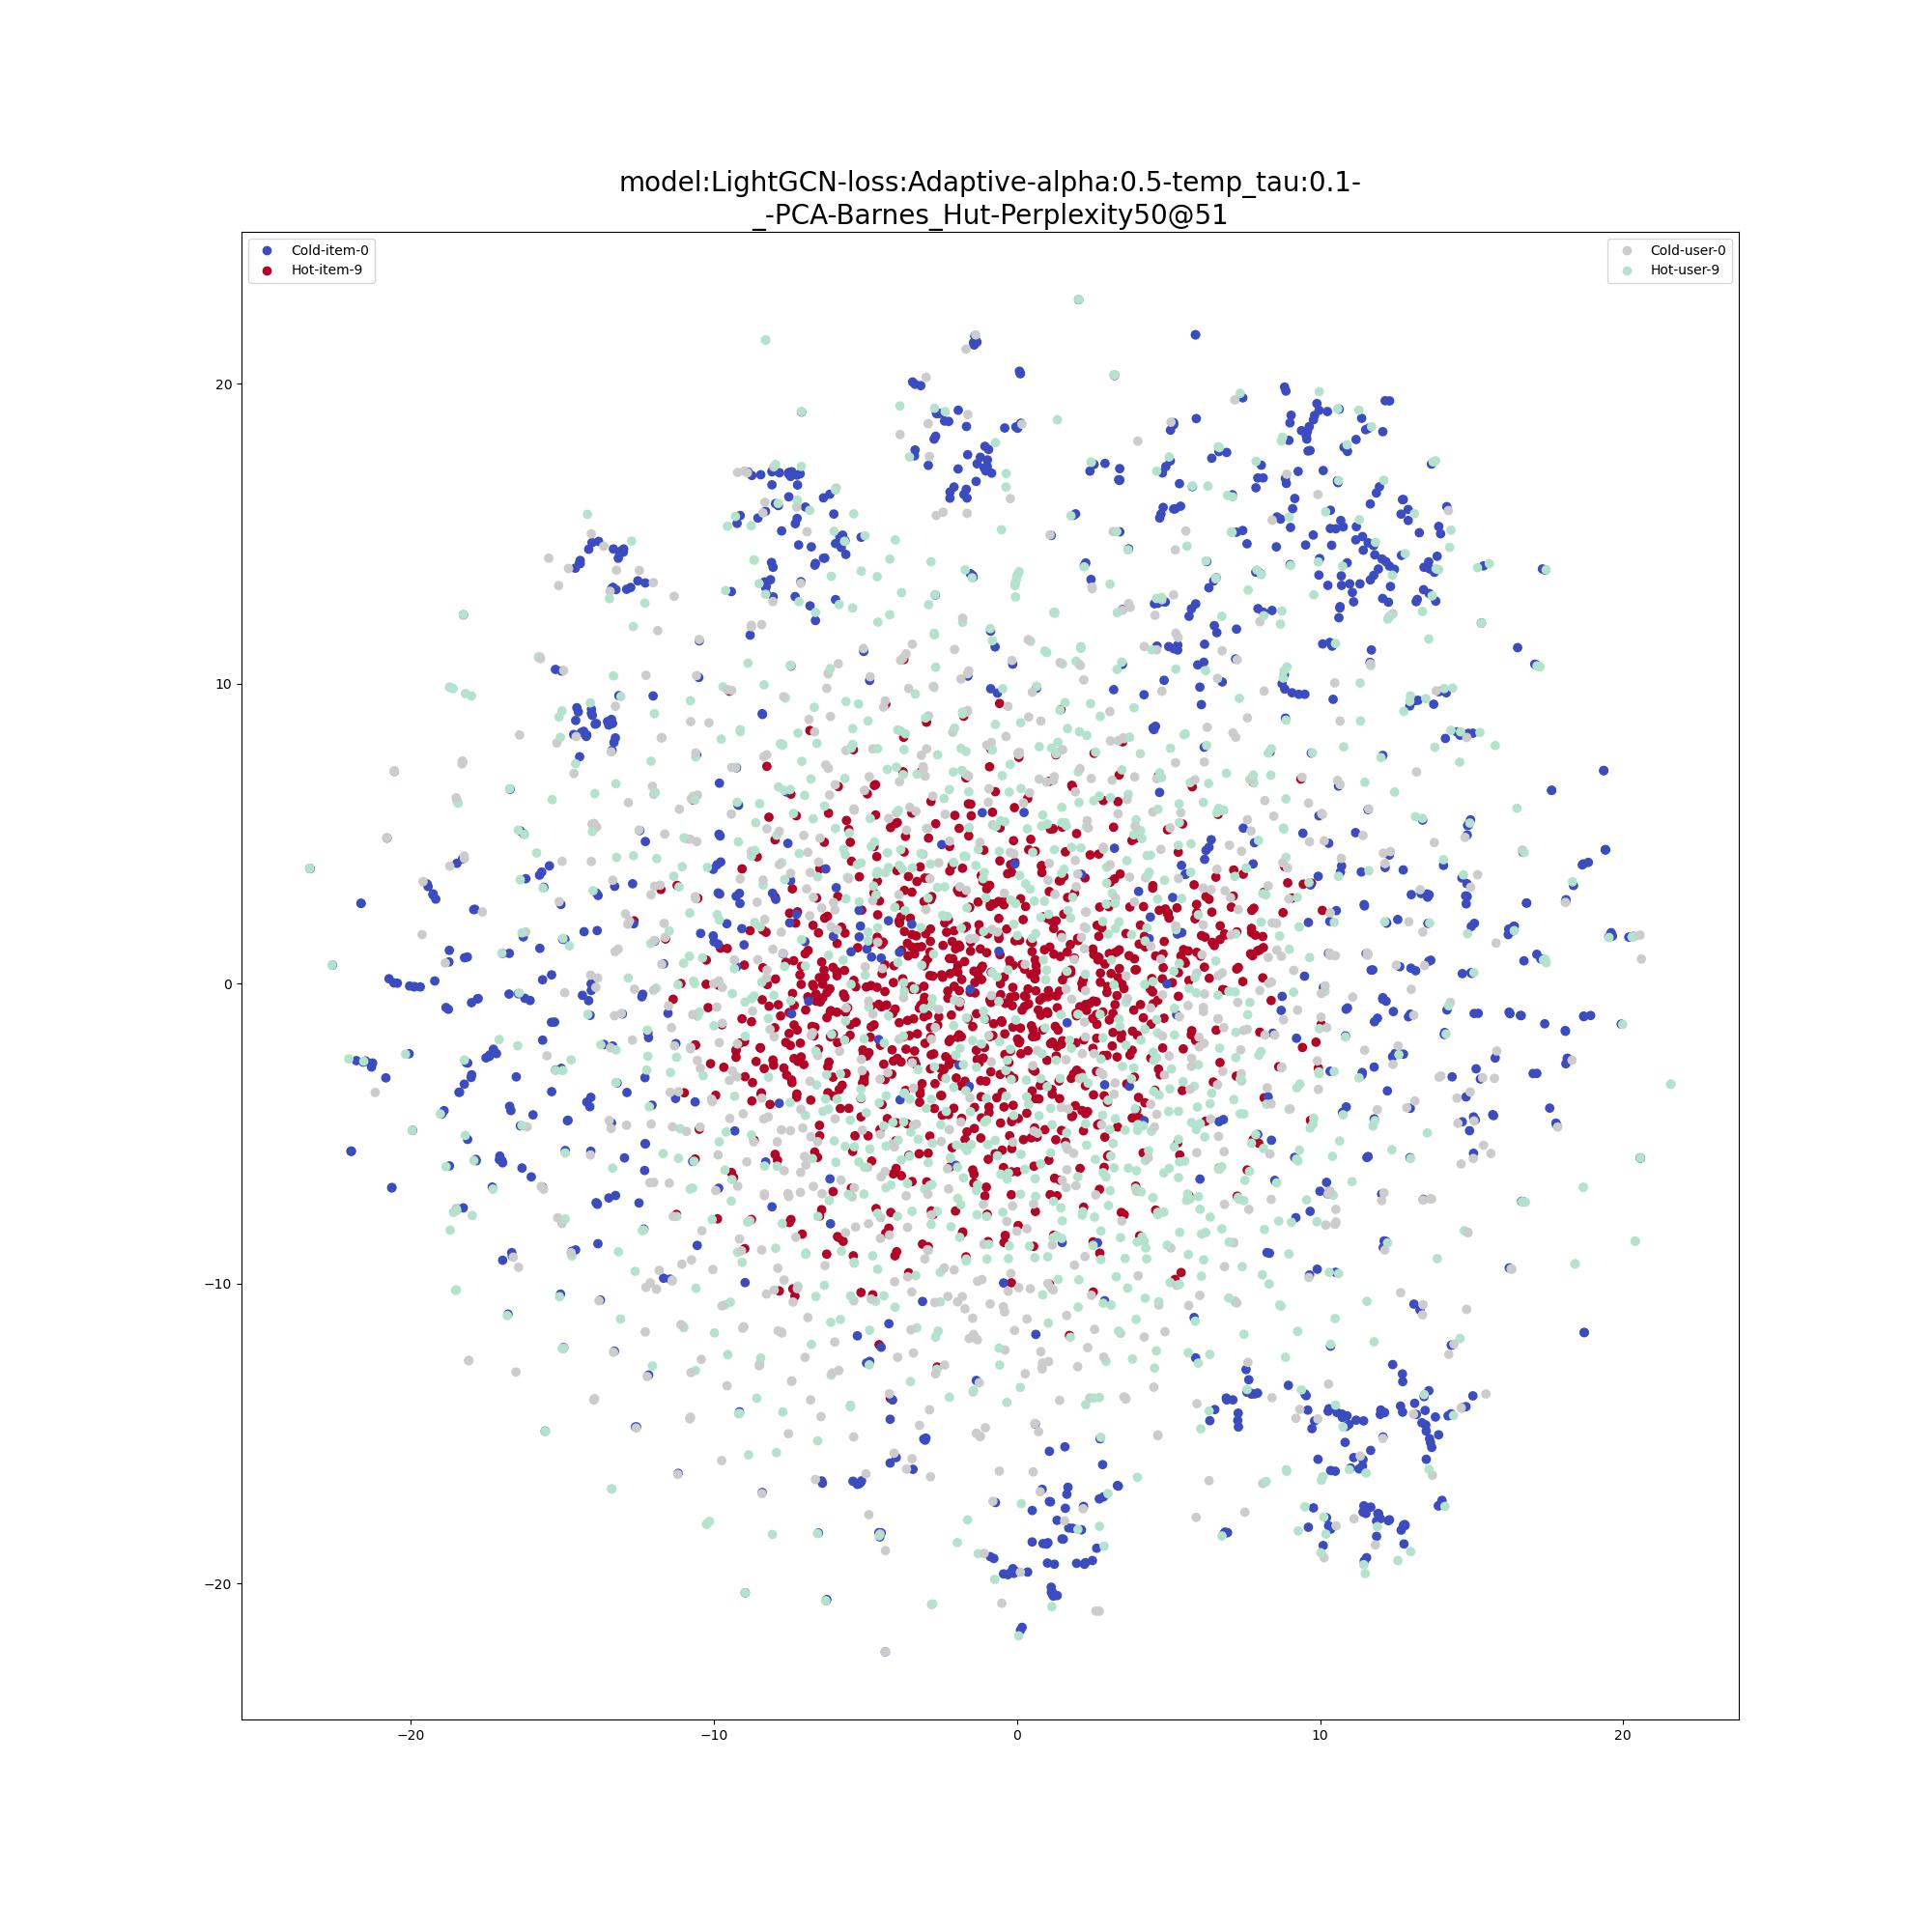 model:LightGCN-loss:Adaptive-alpha:0.5-temp_tau:0.1-
_-PCA-Barnes_Hut-Perplexity50@51
Cold-item-0
Hot-item-9
Cold-user-0
Hot-user-9
20
10
0
−10
−20
−20
−10
0
10
20